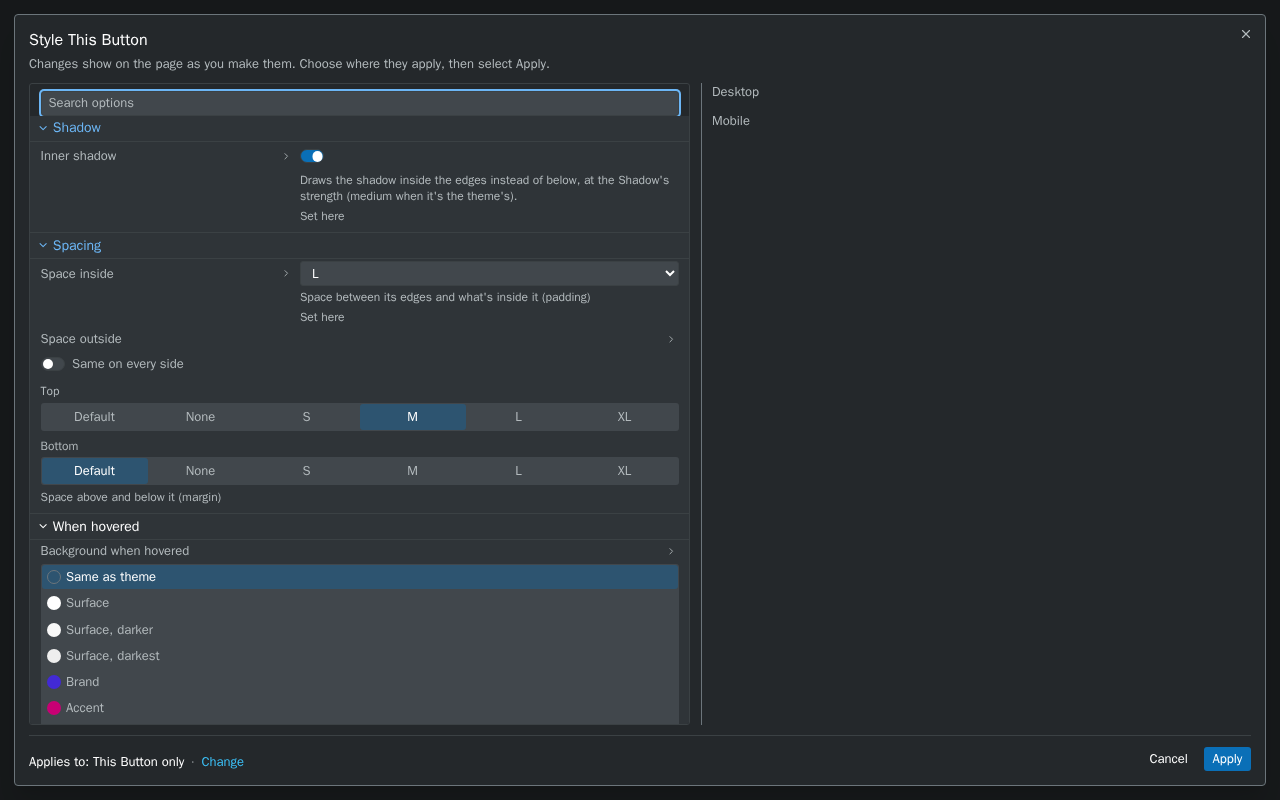 Style This Button
Changes show on the page as you make them. Choose where they apply, then select Apply.
Search options
Shadow
Inner shadow
Draws the shadow inside the edges instead of below, at the Shadow's
strength (medium when it's the theme's).
Set here
Spacing
Space inside
L
Space between its edges and what's inside it (padding)
Set here
Space outside
Same on every side
Top
Default None S M L XL
Bottom
Default None S M L XL
Space above and below it (margin)
When hovered
Background when hovered
Same as theme
Surface
Surface, darker
Surface, darkest
Brand
Accent
Desktop
Mobile
Applies to: This Button only · Change
Cancel Apply